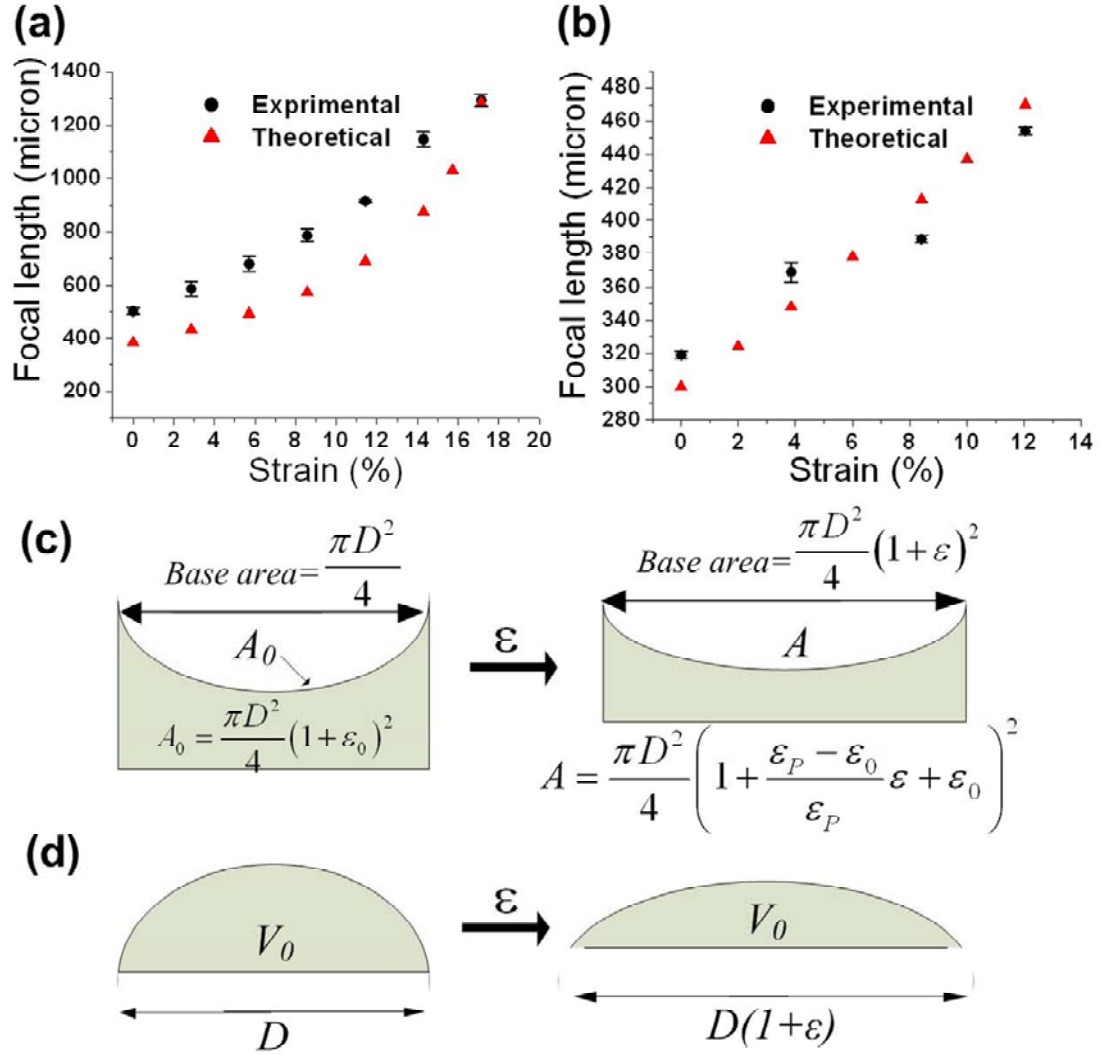 (a)
Focal length (micron)
1400
1200
1000
800
600
400
200
Exprimental
Theoretical
0 2 4 6 8 10 12 14 16 18 20
Strain (%)
(b)
Focal length (micron)
480
460
440
420
400
380
360
340
320
300
280
Experimental
Theoretical
0 2 4 6 8 10 12 14
Strain (%)
(c)
Base area = πD²/4
A₀
A₀ = πD²/4 (1 + ε₀)²
ε
Base area = πD²/4 (1 + ε)²
A
A = πD²/4 (1 + (ε_P − ε₀)/ε_P ε + ε₀)²
(d)
V₀
D
ε
V₀
D(1+ε)